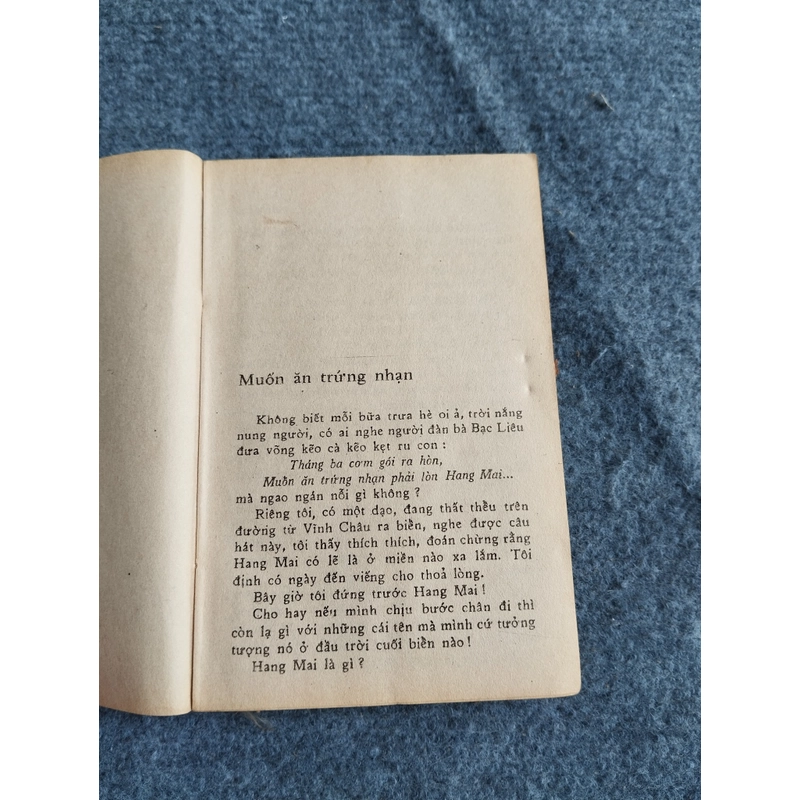 Muốn ăn trứng nhạn
Không biết mỗi bữa trưa hè oi ả, trời nắng
nung người, có ai nghe người đàn bà Bạc Liêu
đưa võng kẽo cà kẽo kẹt ru con :
Tháng ba cơm gói ra hòn,
Muốn ăn trứng nhạn phải lòn Hang Mai...
mà ngao ngán nỗi gì không ?
Riêng tôi, có một dạo, đang thất thểu trên
đường từ Vĩnh Châu ra biển, nghe được câu
hát này, tôi thấy thích thích, đoán chừng rằng
Hang Mai có lẽ là ở miền nào xa lắm. Tôi
định có ngày đến viếng cho thoả lòng.
Bây giờ tôi đứng trước Hang Mai !
Cho hay nếu mình chịu bước chân đi thì
còn lạ gì với những cái tên mà mình cứ tưởng
tượng nó ở đầu trời cuối biển nào !
Hang Mai là gì ?